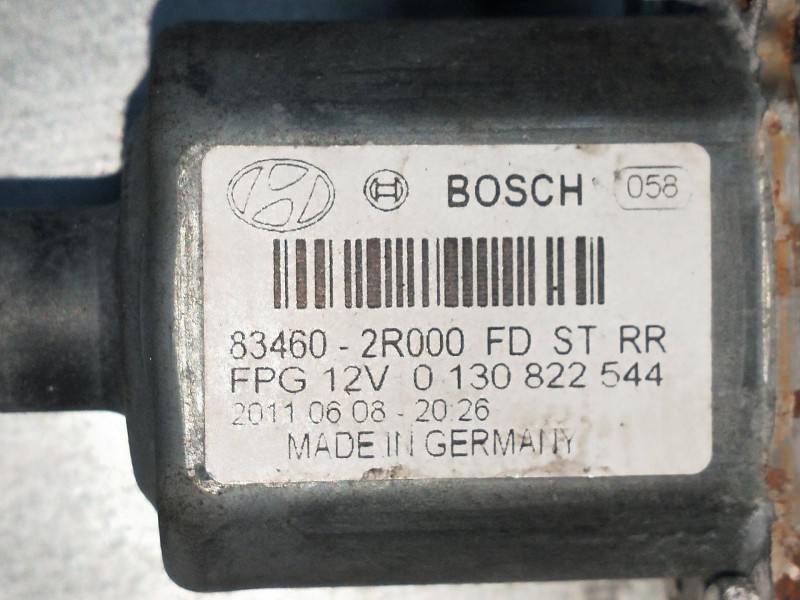 BOSCH 058
83460-2R000 FD ST RR
FPG 12V 0 130 822 544
2011.06.08-20:26
MADE IN GERMANY